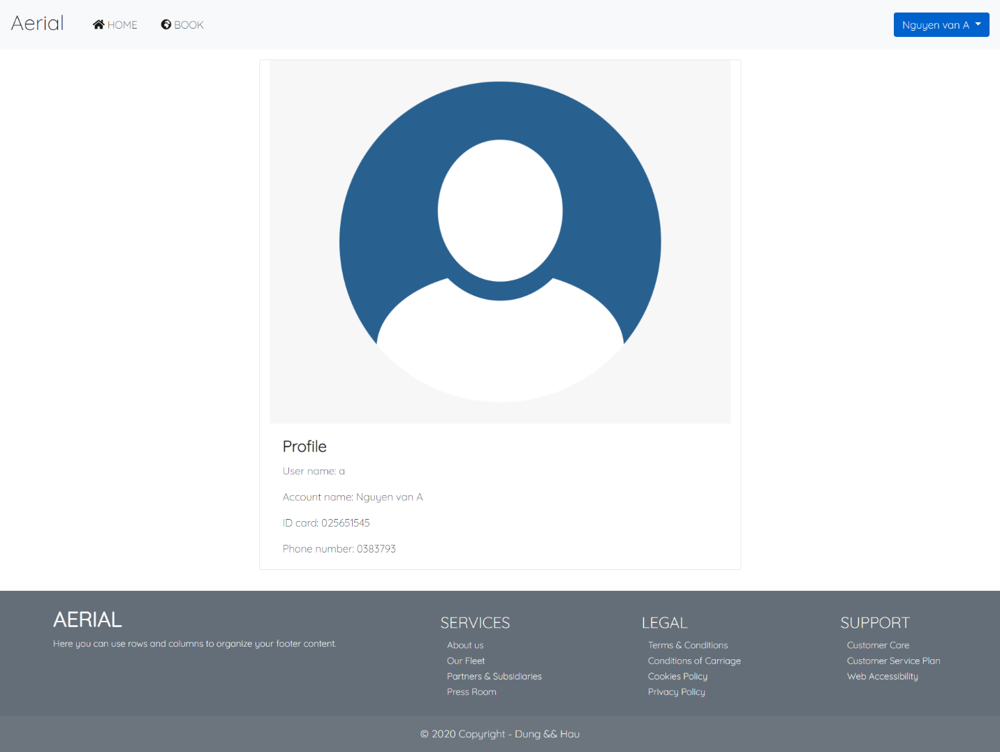 Aerial
HOME
BOOK
Nguyen van A
Profile
User name: a
Account name: Nguyen van A
ID card: 025651545
Phone number: 0383793
AERIAL
Here you can use rows and columns to organize your footer content.
SERVICES
About us
Our Fleet
Partners & Subsidiaries
Press Room
LEGAL
Terms & Conditions
Conditions of Carriage
Cookies Policy
Privacy Policy
SUPPORT
Customer Care
Customer Service Plan
Web Accessibility
© 2020 Copyright - Dung && Hau